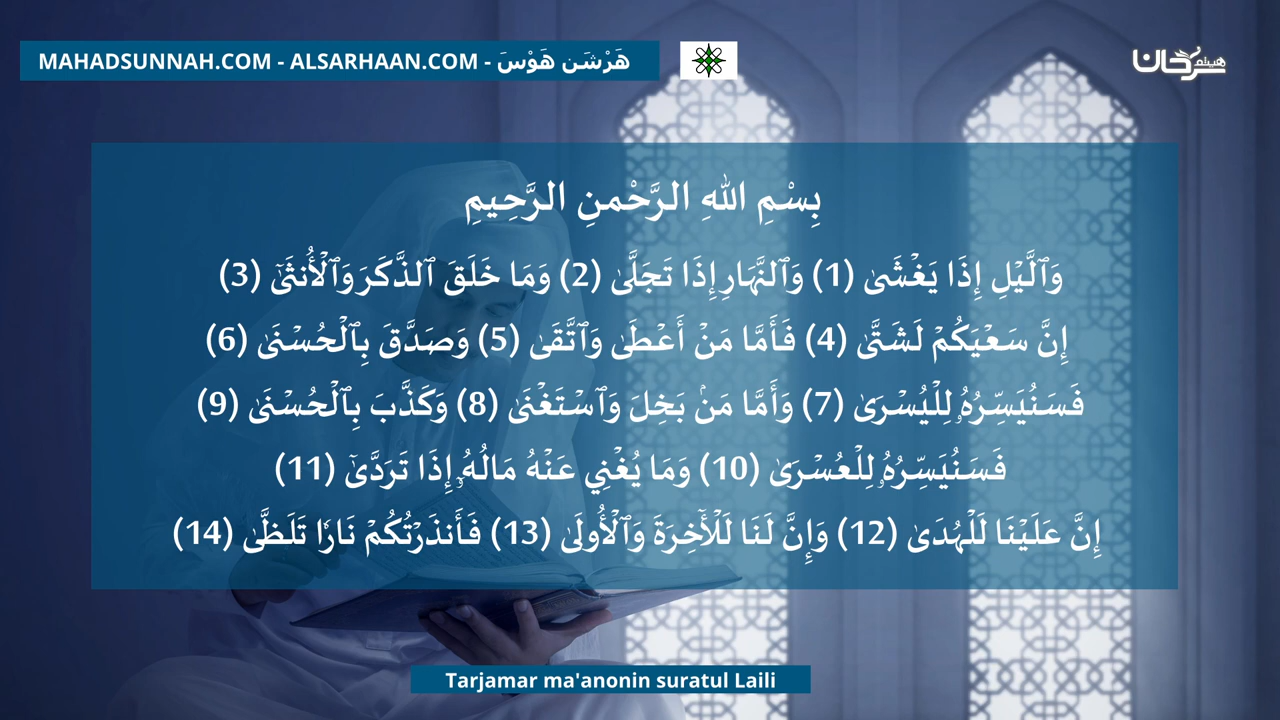 MAHADSUNNAH.COM - ALSARHAAN.COM - هَرْشَن هَوْسَ
هيثم سرحان
بِسْمِ اللهِ الرَّحْمنِ الرَّحِيمِ
وَٱلَّيْلِ إِذَا يَغْشَىٰ (1) وَٱلنَّهَارِ إِذَا تَجَلَّىٰ (2) وَمَا خَلَقَ ٱلذَّكَرَ وَٱلْأُنثَىٰٓ (3)
إِنَّ سَعْيَكُمْ لَشَتَّىٰ (4) فَأَمَّا مَنْ أَعْطَىٰ وَٱتَّقَىٰ (5) وَصَدَّقَ بِٱلْحُسْنَىٰ (6)
فَسَنُيَسِّرُهُۥ لِلْيُسْرَىٰ (7) وَأَمَّا مَنۢ بَخِلَ وَٱسْتَغْنَىٰ (8) وَكَذَّبَ بِٱلْحُسْنَىٰ (9)
فَسَنُيَسِّرُهُۥ لِلْعُسْرَىٰ (10) وَمَا يُغْنِي عَنْهُ مَالُهُۥٓ إِذَا تَرَدَّىٰٓ (11)
إِنَّ عَلَيْنَا لَلْهُدَىٰ (12) وَإِنَّ لَنَا لَلْأٓخِرَةَ وَٱلْأُولَىٰ (13) فَأَنذَرْتُكُمْ نَارًا تَلَظَّىٰ (14)
Tarjamar ma'anonin suratul Laili